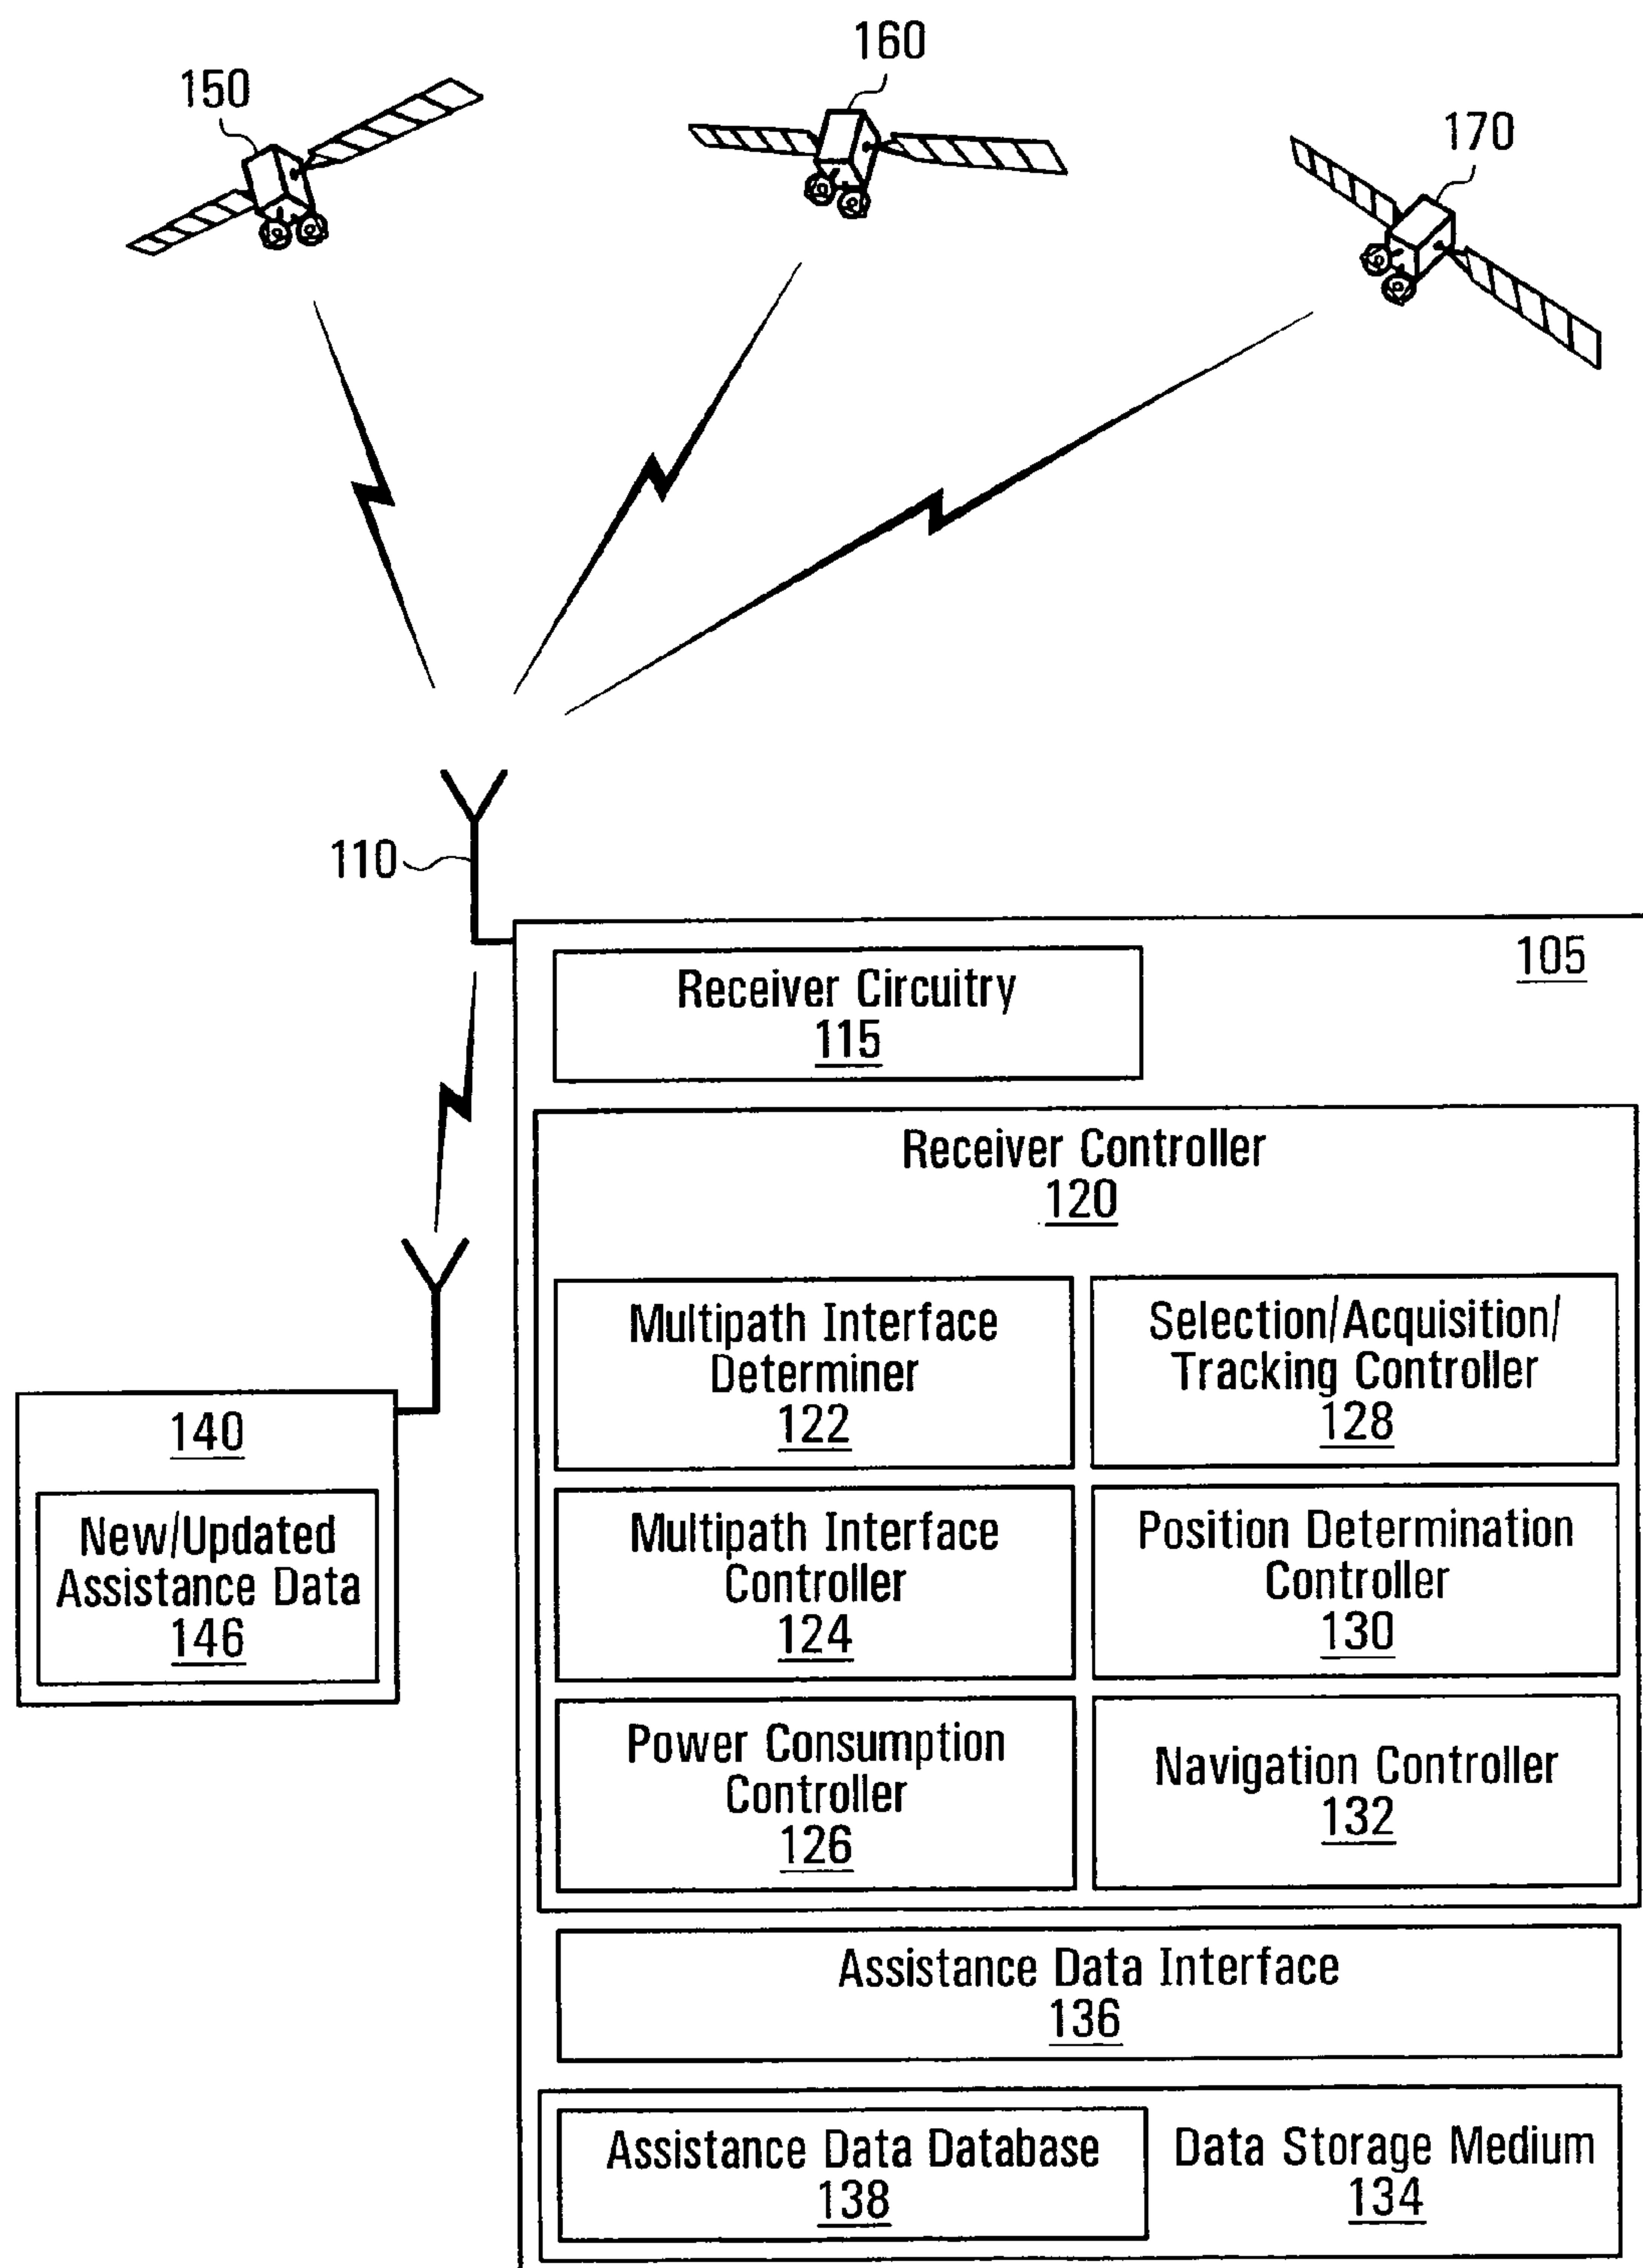 150
160
170
110
105
Receiver Circuitry
115
Receiver Controller
120
Multipath Interface
Determiner
122
Selection/Acquisition/
Tracking Controller
128
140
New/Updated
Assistance Data
146
Multipath Interface
Controller
124
Position Determination
Controller
130
Power Consumption
Controller
126
Navigation Controller
132
Assistance Data Interface
136
Assistance Data Database
138
Data Storage Medium
134